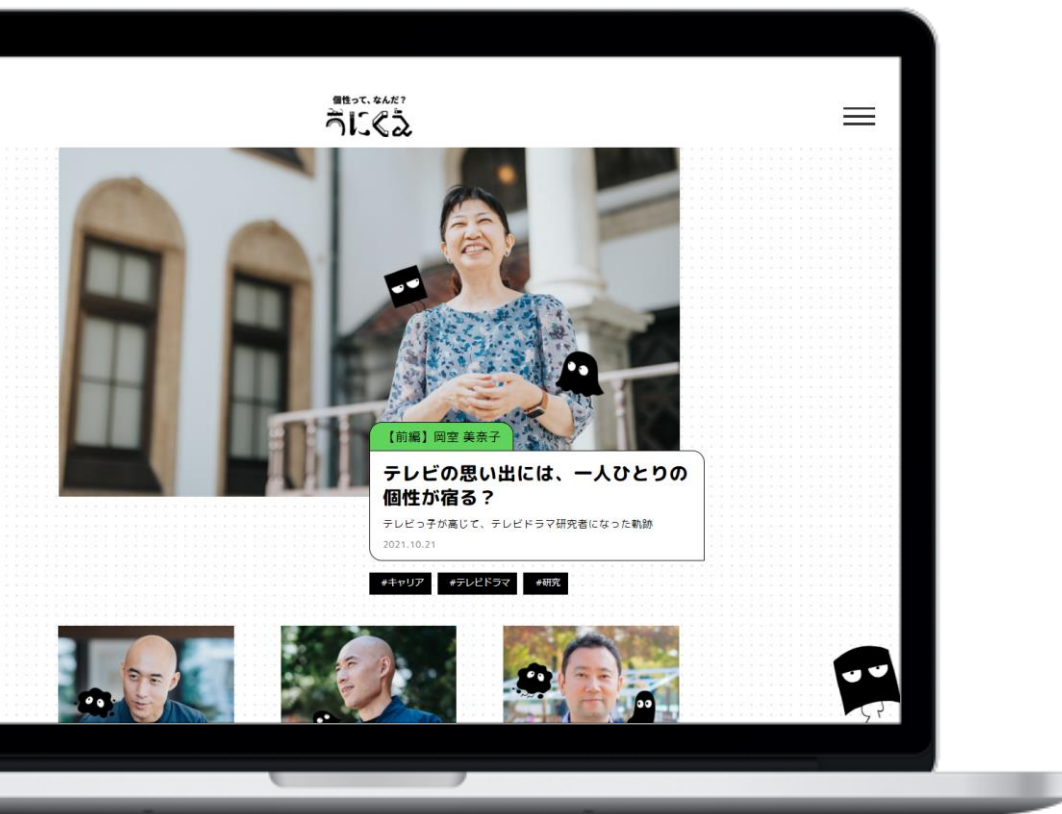 個性って、なんだ？
うにくえ
【前編】岡室 美奈子
テレビの思い出には、一人ひとりの
個性が宿る？
テレビっ子が高じて、テレビドラマ研究者になった軌跡
2021.10.21
#キャリア #テレビドラマ #研究